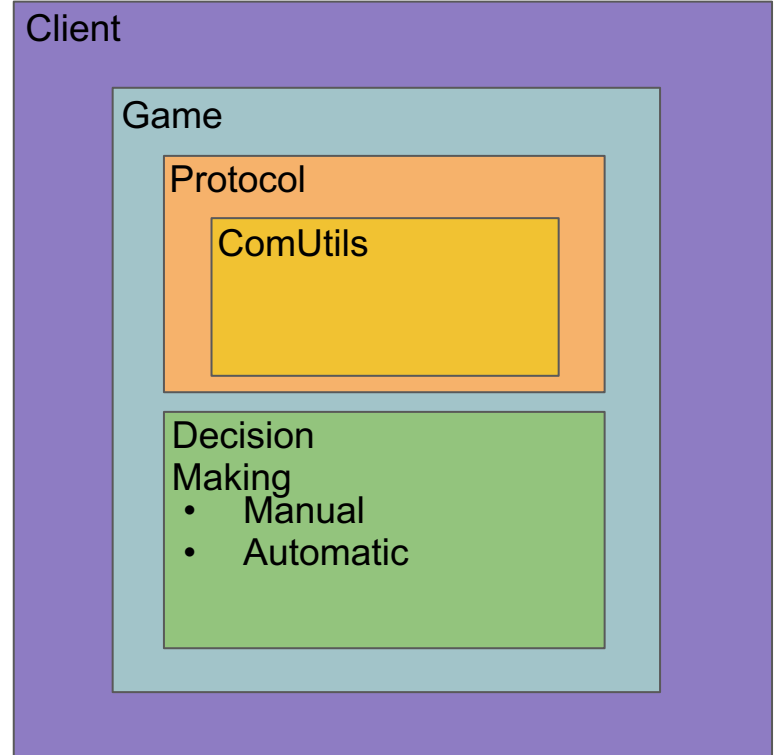 Client
Game
Protocol
ComUtils
Decision
Making
• Manual
• Automatic